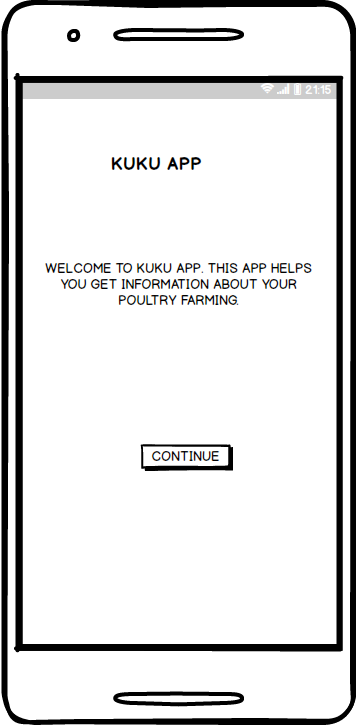 21:15
KUKU APP
WELCOME TO KUKU APP. THIS APP HELPS
YOU GET INFORMATION ABOUT YOUR
POULTRY FARMING.
CONTINUE